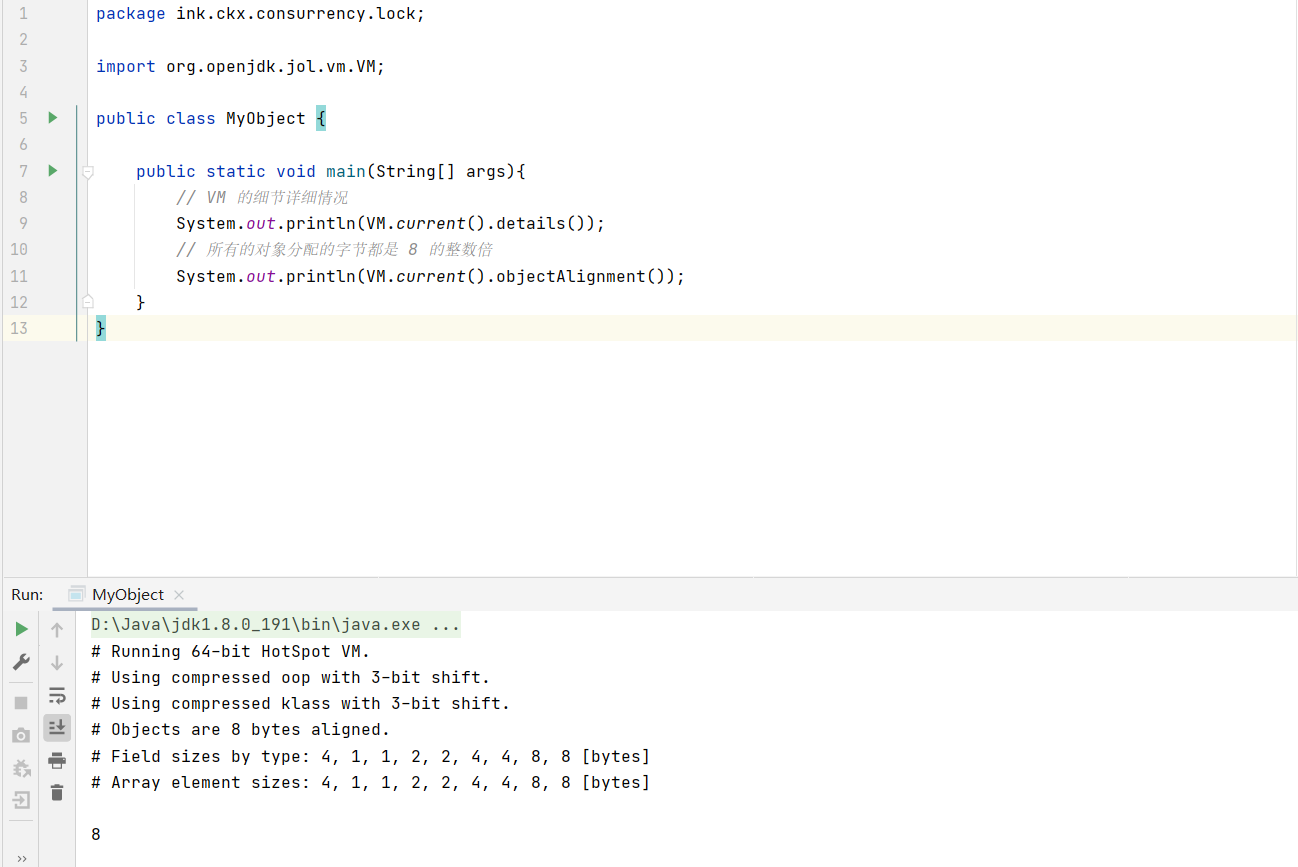 1 package ink.ckx.consurrency.lock;
2
3 import org.openjdk.jol.vm.VM;
4
5 public class MyObject {
6
7 public static void main(String[] args){
8 // VM 的细节详细情况
9 System.out.println(VM.current().details());
10 // 所有的对象分配的字节都是 8 的整数倍
11 System.out.println(VM.current().objectAlignment());
12 }
13 }
Run: MyObject
D:\Java\jdk1.8.0_191\bin\java.exe ...
# Running 64-bit HotSpot VM.
# Using compressed oop with 3-bit shift.
# Using compressed klass with 3-bit shift.
# Objects are 8 bytes aligned.
# Field sizes by type: 4, 1, 1, 2, 2, 4, 4, 8, 8 [bytes]
# Array element sizes: 4, 1, 1, 2, 2, 4, 4, 8, 8 [bytes]
8